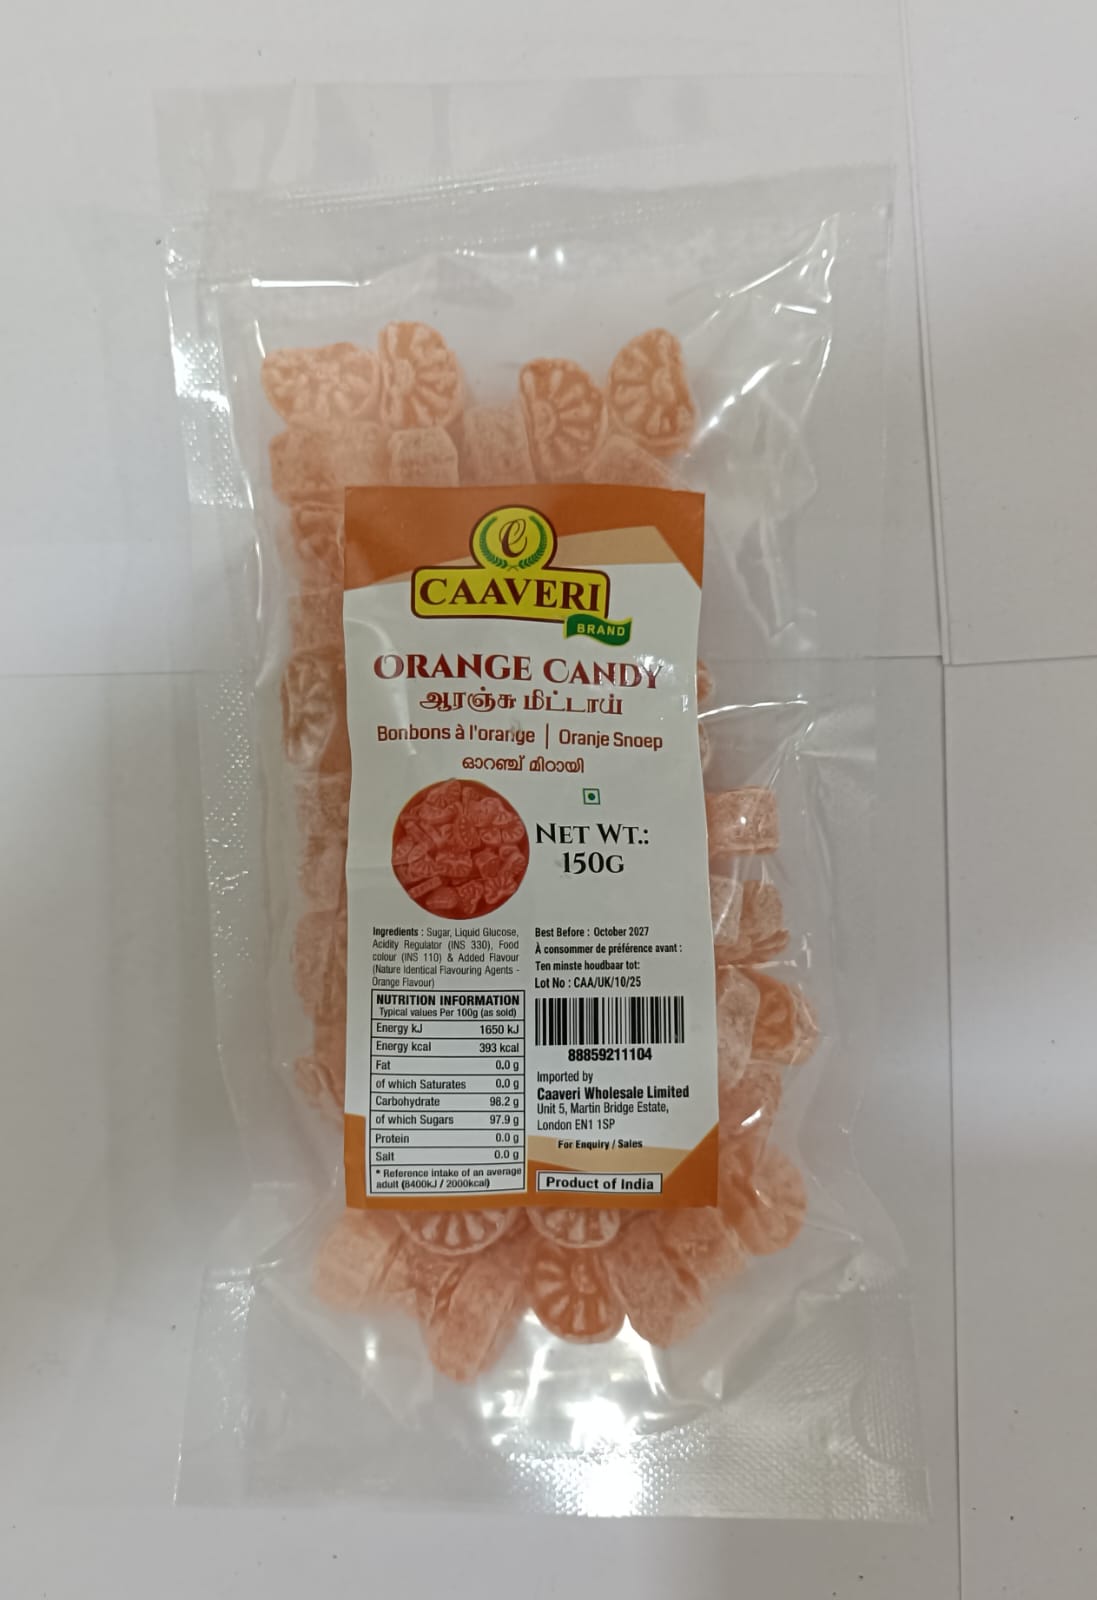 C
CAAVERI
BRAND
ORANGE CANDY
ஆரஞ்சு மிட்டாய்
Bonbons à l'orange | Oranje Snoep
ഓറഞ്ച് മിഠായി
NET WT.:
150G
Ingredients : Sugar, Liquid Glucose,
Acidity Regulator (INS 330), Food
colour (INS 110) & Added Flavour
(Nature Identical Flavouring Agents -
Orange Flavour)
NUTRITION INFORMATION
Typical values Per 100g (as sold)
Energy kJ 1650 kJ
Energy kcal 393 kcal
Fat 0.0 g
of which Saturates 0.0 g
Carbohydrate 98.2 g
of which Sugars 97.9 g
Protein 0.0 g
Salt 0.0 g
* Reference intake of an average
adult (8400kJ / 2000kcal)
Best Before : October 2027
À consommer de préférence avant :
Ten minste houdbaar tot:
Lot No : CAA/UK/10/25
88859211104
Imported by
Caaveri Wholesale Limited
Unit 5, Martin Bridge Estate,
London EN1 1SP
For Enquiry / Sales
Product of India